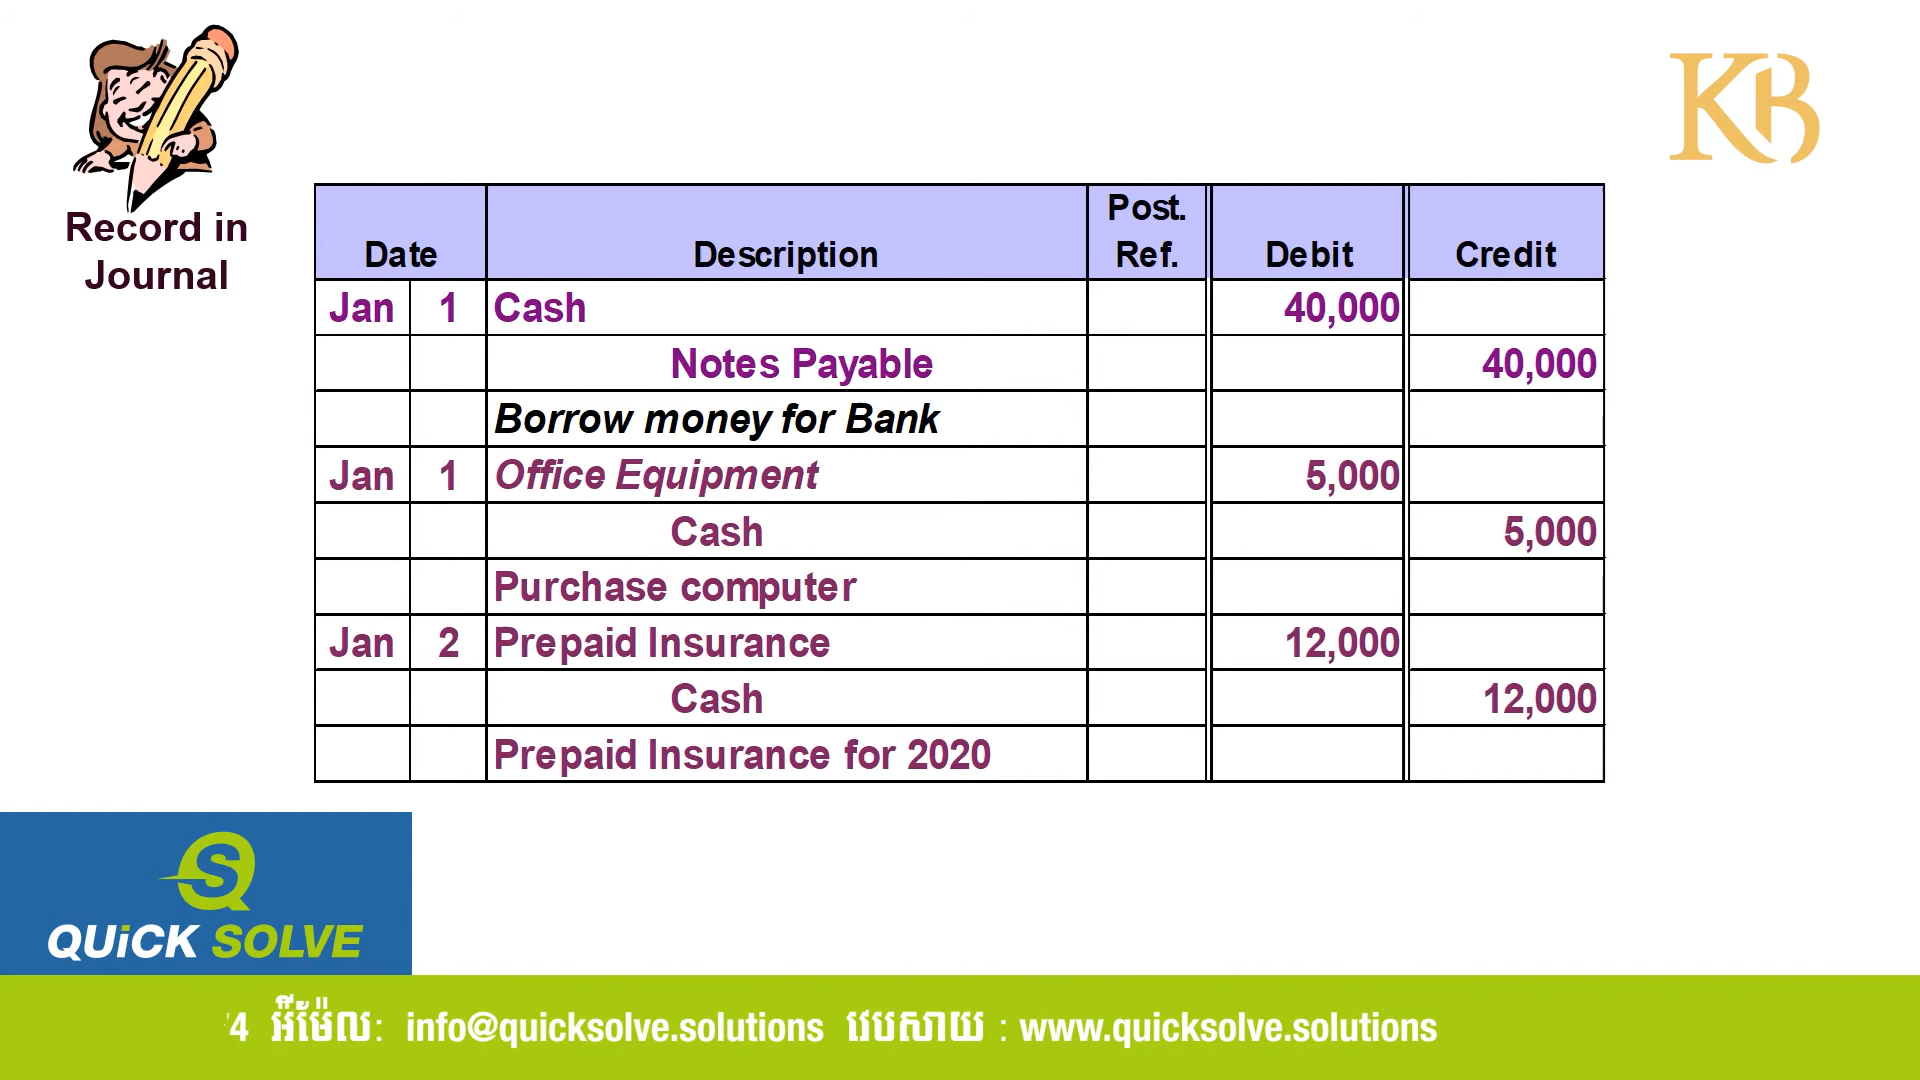 KB
Record in
Journal
Date Description Post. Ref. Debit Credit
Jan 1 Cash 40,000
Notes Payable 40,000
Borrow money for Bank
Jan 1 Office Equipment 5,000
Cash 5,000
Purchase computer
Jan 2 Prepaid Insurance 12,000
Cash 12,000
Prepaid Insurance for 2020
QUiCK SOLVE
4 អ៊ីម៉ែល: info@quicksolve.solutions វេបសាយ : www.quicksolve.solutions